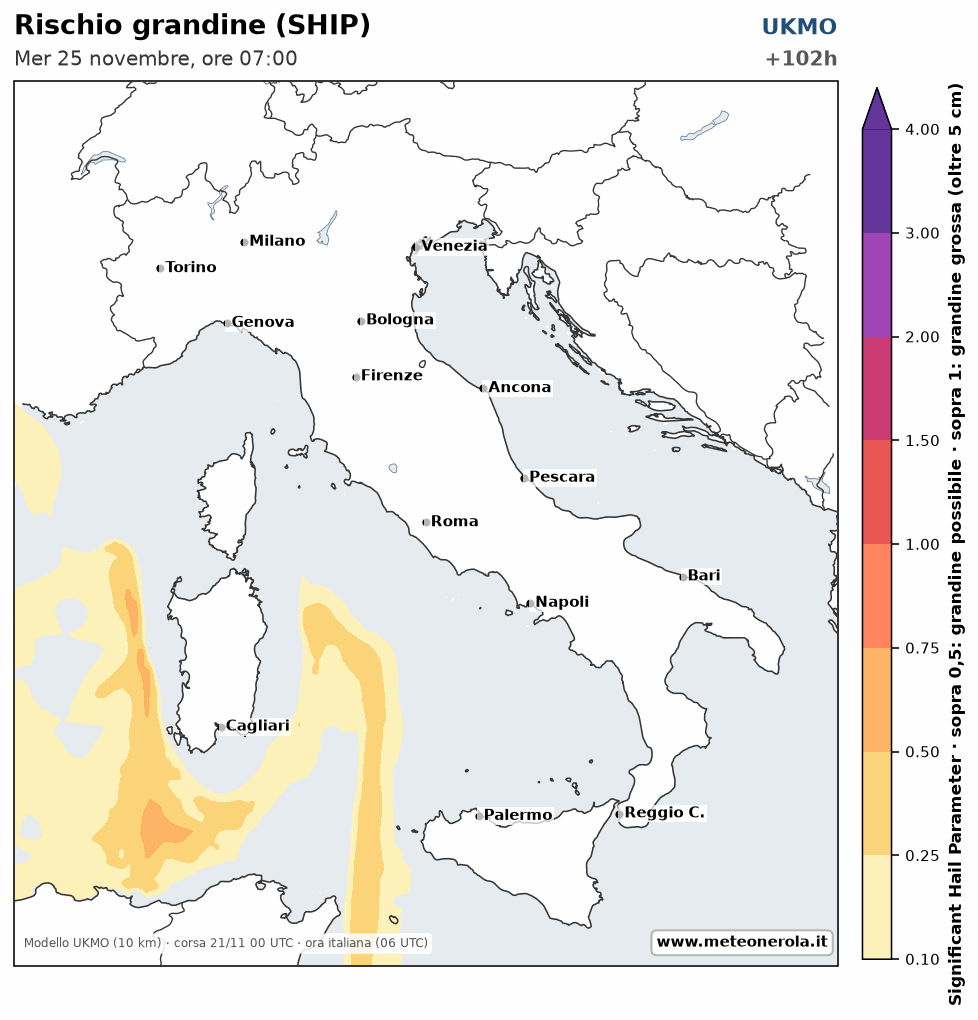 Rischio grandine (SHIP)
UKMO
Mer 25 novembre, ore 07:00
+102h
Milano
Venezia
Torino
Genova
Bologna
Firenze
Ancona
Pescara
Roma
Bari
Napoli
Cagliari
Palermo
Reggio C.
Modello UKMO (10 km) · corsa 21/11 00 UTC · ora italiana (06 UTC)
www.meteonerola.it
4.00
3.00
2.00
1.50
1.00
0.75
0.50
0.25
0.10
Significant Hail Parameter · sopra 0,5: grandine possibile · sopra 1: grandine grossa (oltre 5 cm)